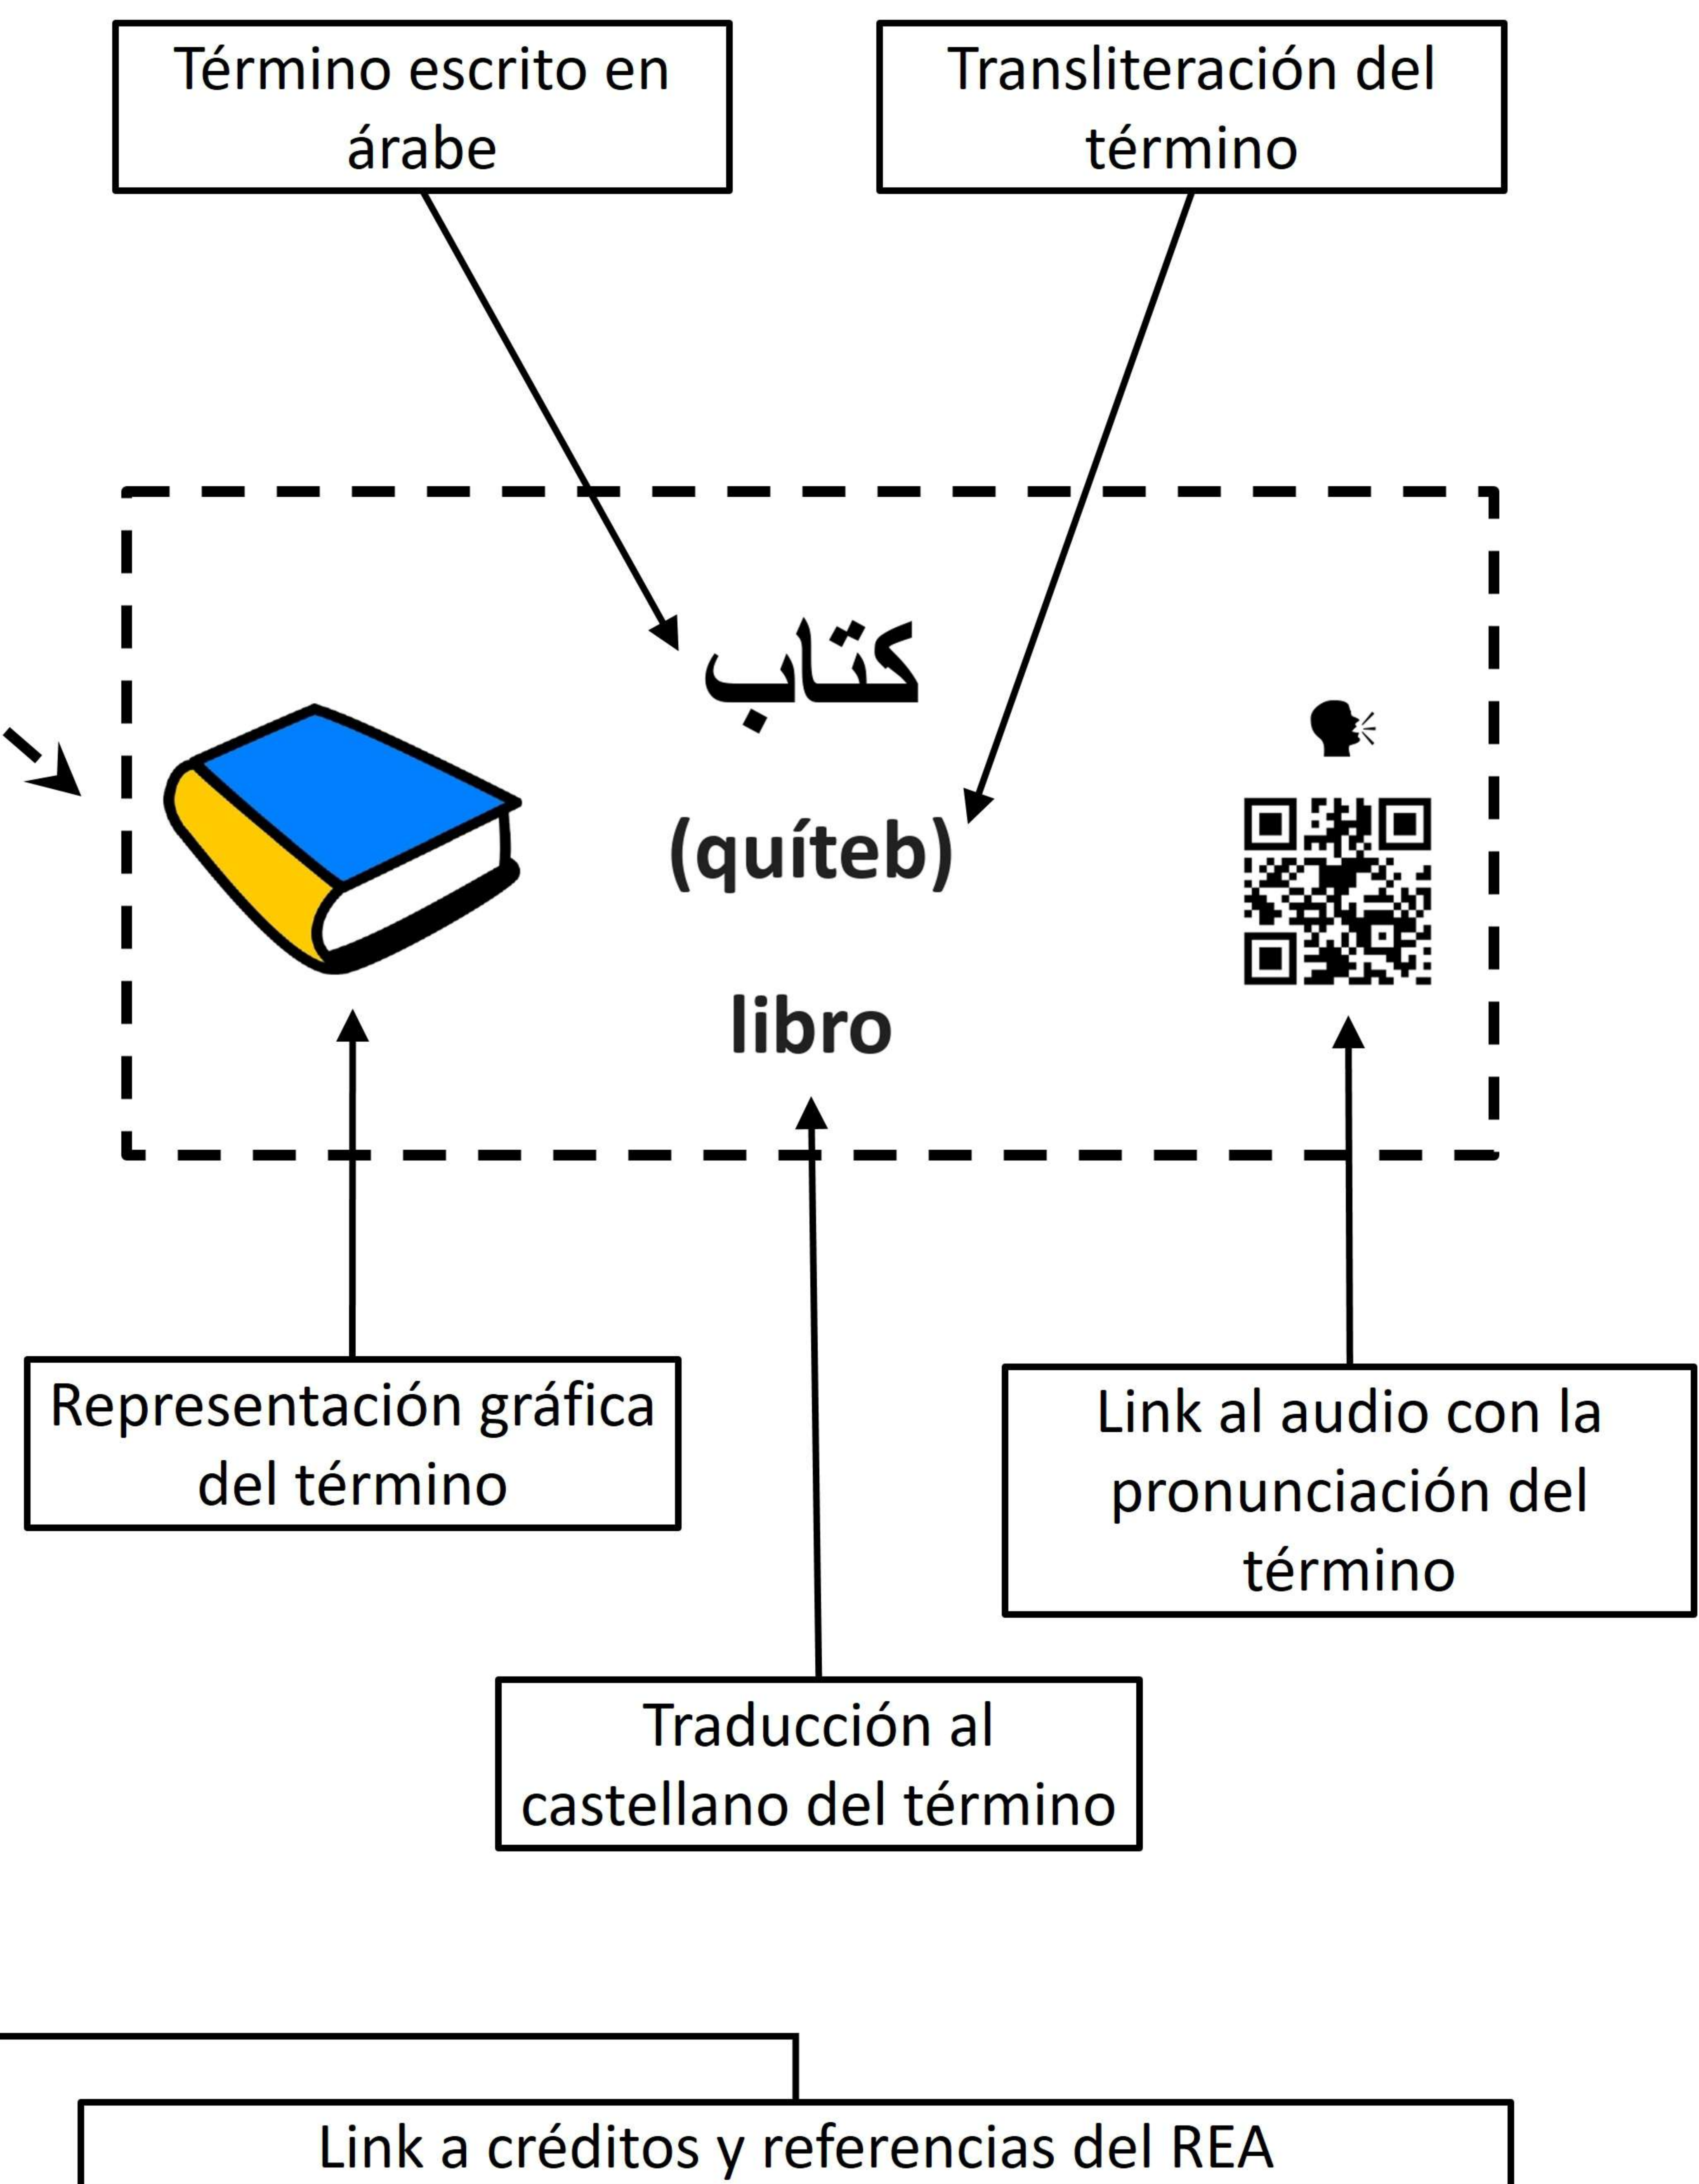 Término escrito en
árabe
Transliteración del
término
كتاب
(quíteb)
libro
Representación gráfica
del término
Link al audio con la
pronunciación del
término
Traducción al
castellano del término
Link a créditos y referencias del REA